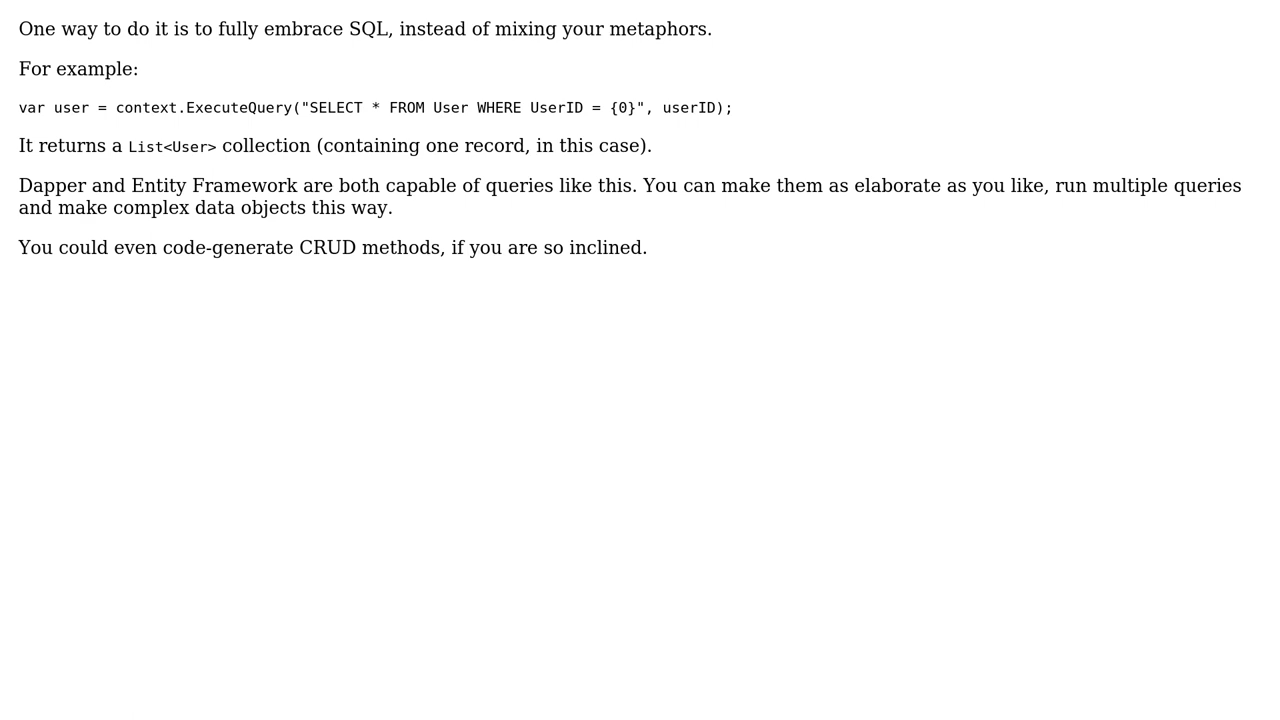 One way to do it is to fully embrace SQL, instead of mixing your metaphors.
For example:
var user = context.ExecuteQuery("SELECT * FROM User WHERE UserID = {0}", userID);
It returns a List<User> collection (containing one record, in this case).
Dapper and Entity Framework are both capable of queries like this. You can make them as elaborate as you like, run multiple queries
and make complex data objects this way.
You could even code-generate CRUD methods, if you are so inclined.